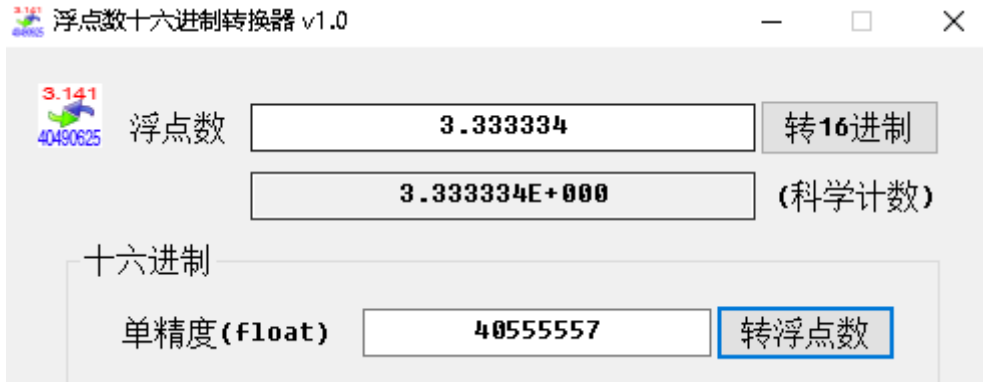 浮点数十六进制转换器 v1.0
3.141
40490625
浮点数 3.333334 转16进制
3.333334E+000 (科学计数)
十六进制
单精度(float) 40555557 转浮点数